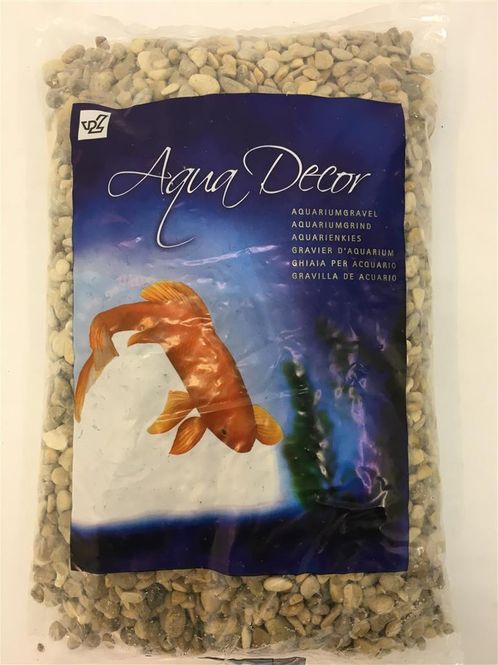 Aqua Decor
AQUARIUMGRAVEL
AQUARIUMGRIND
AQUARIENKIES
GRAVIER D'AQUARIUM
GHIAIA PER ACQUARIO
GRAVILLA DE ACUARIO